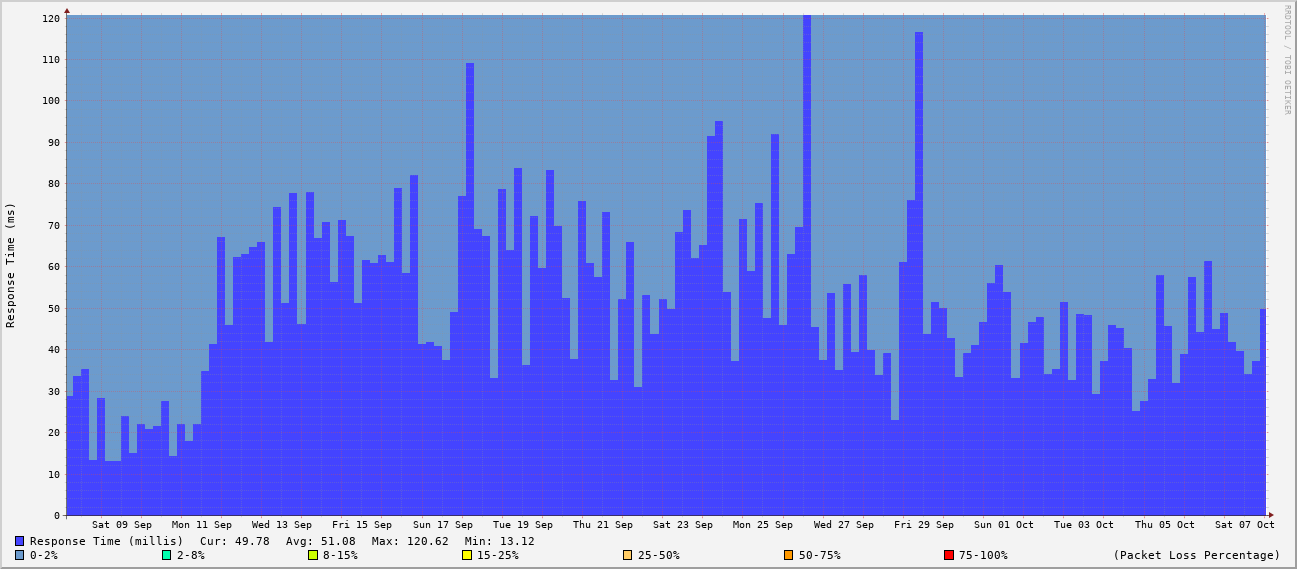 RRDTOOL / TOBI OETIKER
Response Time (ms)
120
110
100
90
80
70
60
50
40
30
20
10
0
Sat 09 Sep Mon 11 Sep Wed 13 Sep Fri 15 Sep Sun 17 Sep Tue 19 Sep Thu 21 Sep Sat 23 Sep Mon 25 Sep Wed 27 Sep Fri 29 Sep Sun 01 Oct Tue 03 Oct Thu 05 Oct Sat 07 Oct
Response Time (millis) Cur: 49.78 Avg: 51.08 Max: 120.62 Min: 13.12
0-2% 2-8% 8-15% 15-25% 25-50% 50-75% 75-100% (Packet Loss Percentage)